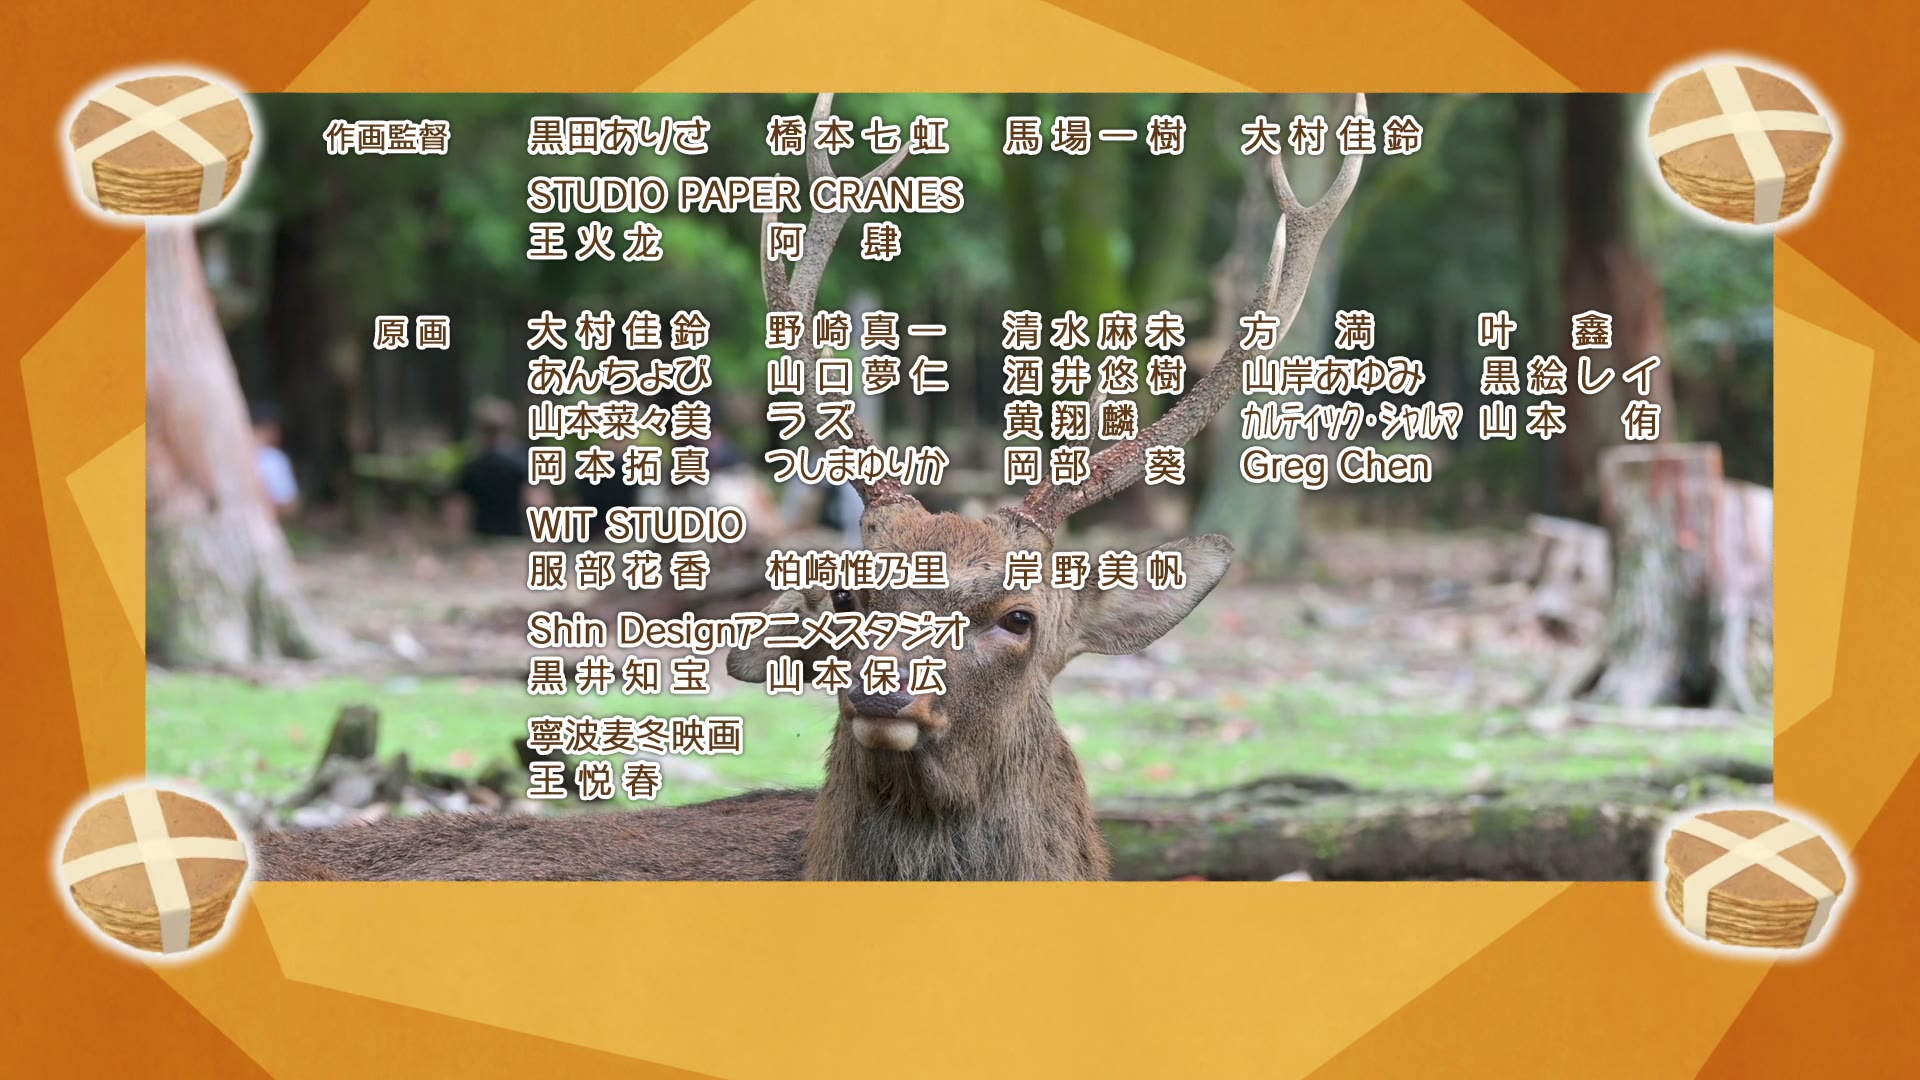 作画監督 黒田ありさ 橋本七虹 馬場一樹 大村佳鈴
STUDIO PAPER CRANES
王火龙 阿肆
原画 大村佳鈴 野崎真一 清水麻未 方満 叶鑫
あんちょび 山口夢仁 酒井悠樹 山岸あゆみ 黒絵レイ
山本菜々美 ラズ 黄翔麟 カルティック・シャルマ 山本侑
岡本拓真 つしまゆりか 岡部葵 Greg Chen
WIT STUDIO
服部花香 柏崎惟乃里 岸野美帆
Shin Designアニメスタジオ
黒井知宝 山本保広
寧波麦冬映画
王悦春